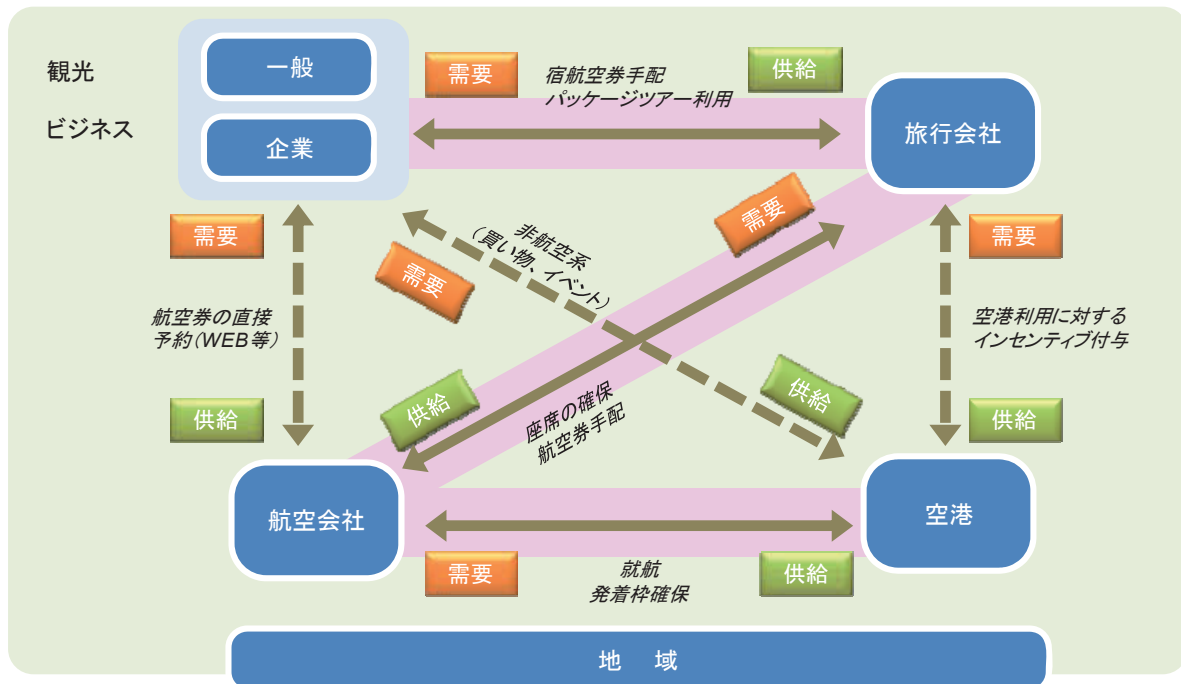 観光
ビジネス
一般
企業
需要
宿航空券手配
パッケージツアー利用
供給
旅行会社
需要
航空券の直接
予約(WEB等)
供給
需要
非航空系
(買い物、イベント)
供給
需要
供給
座席の確保
航空券手配
需要
空港利用に対する
インセンティブ付与
供給
航空会社
空港
需要
就航
発着枠確保
供給
地　域